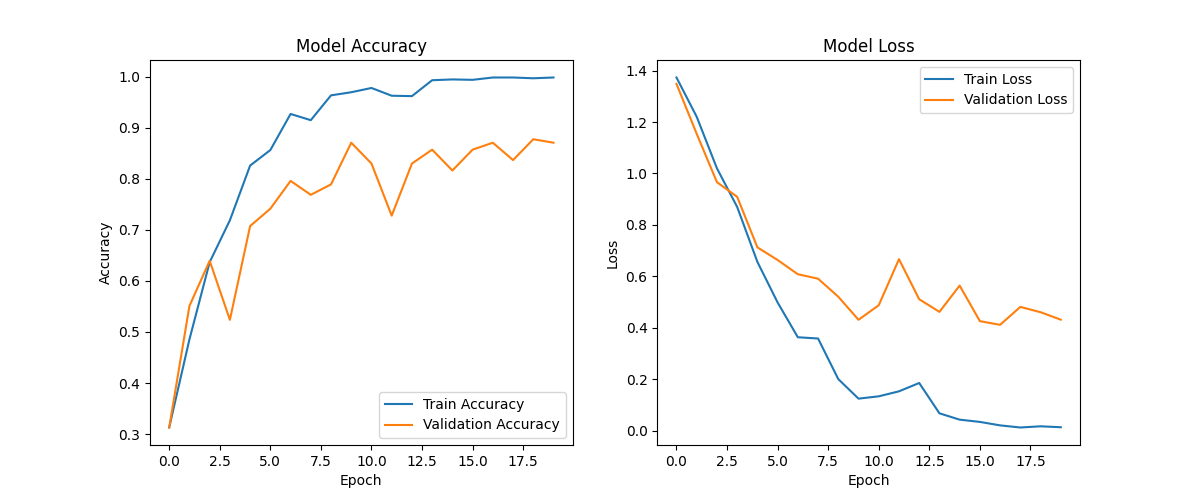 Model Accuracy
1.0
0.9
0.8
0.7
0.6
0.5
0.4
0.3
Accuracy
0.0 2.5 5.0 7.5 10.0 12.5 15.0 17.5
Epoch
Train Accuracy
Validation Accuracy
Model Loss
1.4
1.2
1.0
0.8
0.6
0.4
0.2
0.0
Loss
0.0 2.5 5.0 7.5 10.0 12.5 15.0 17.5
Epoch
Train Loss
Validation Loss